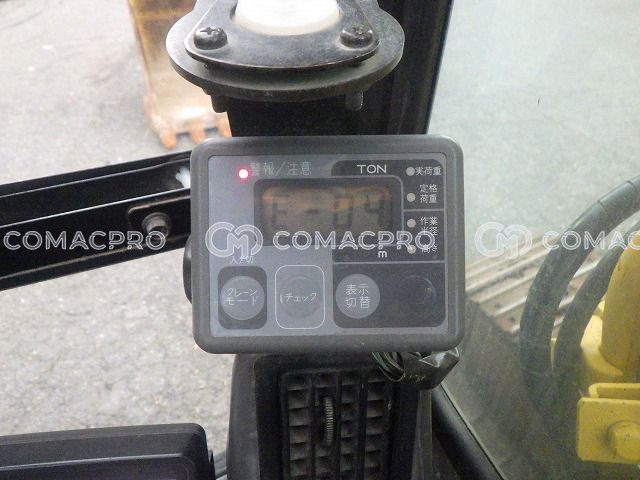 警報/注意
TON
実荷重
定格
荷重
E-04
作業
半径
COMACPRO COMACPRO COMACPRO
m
入/切
クレーン
モード
チェック
表示
切替